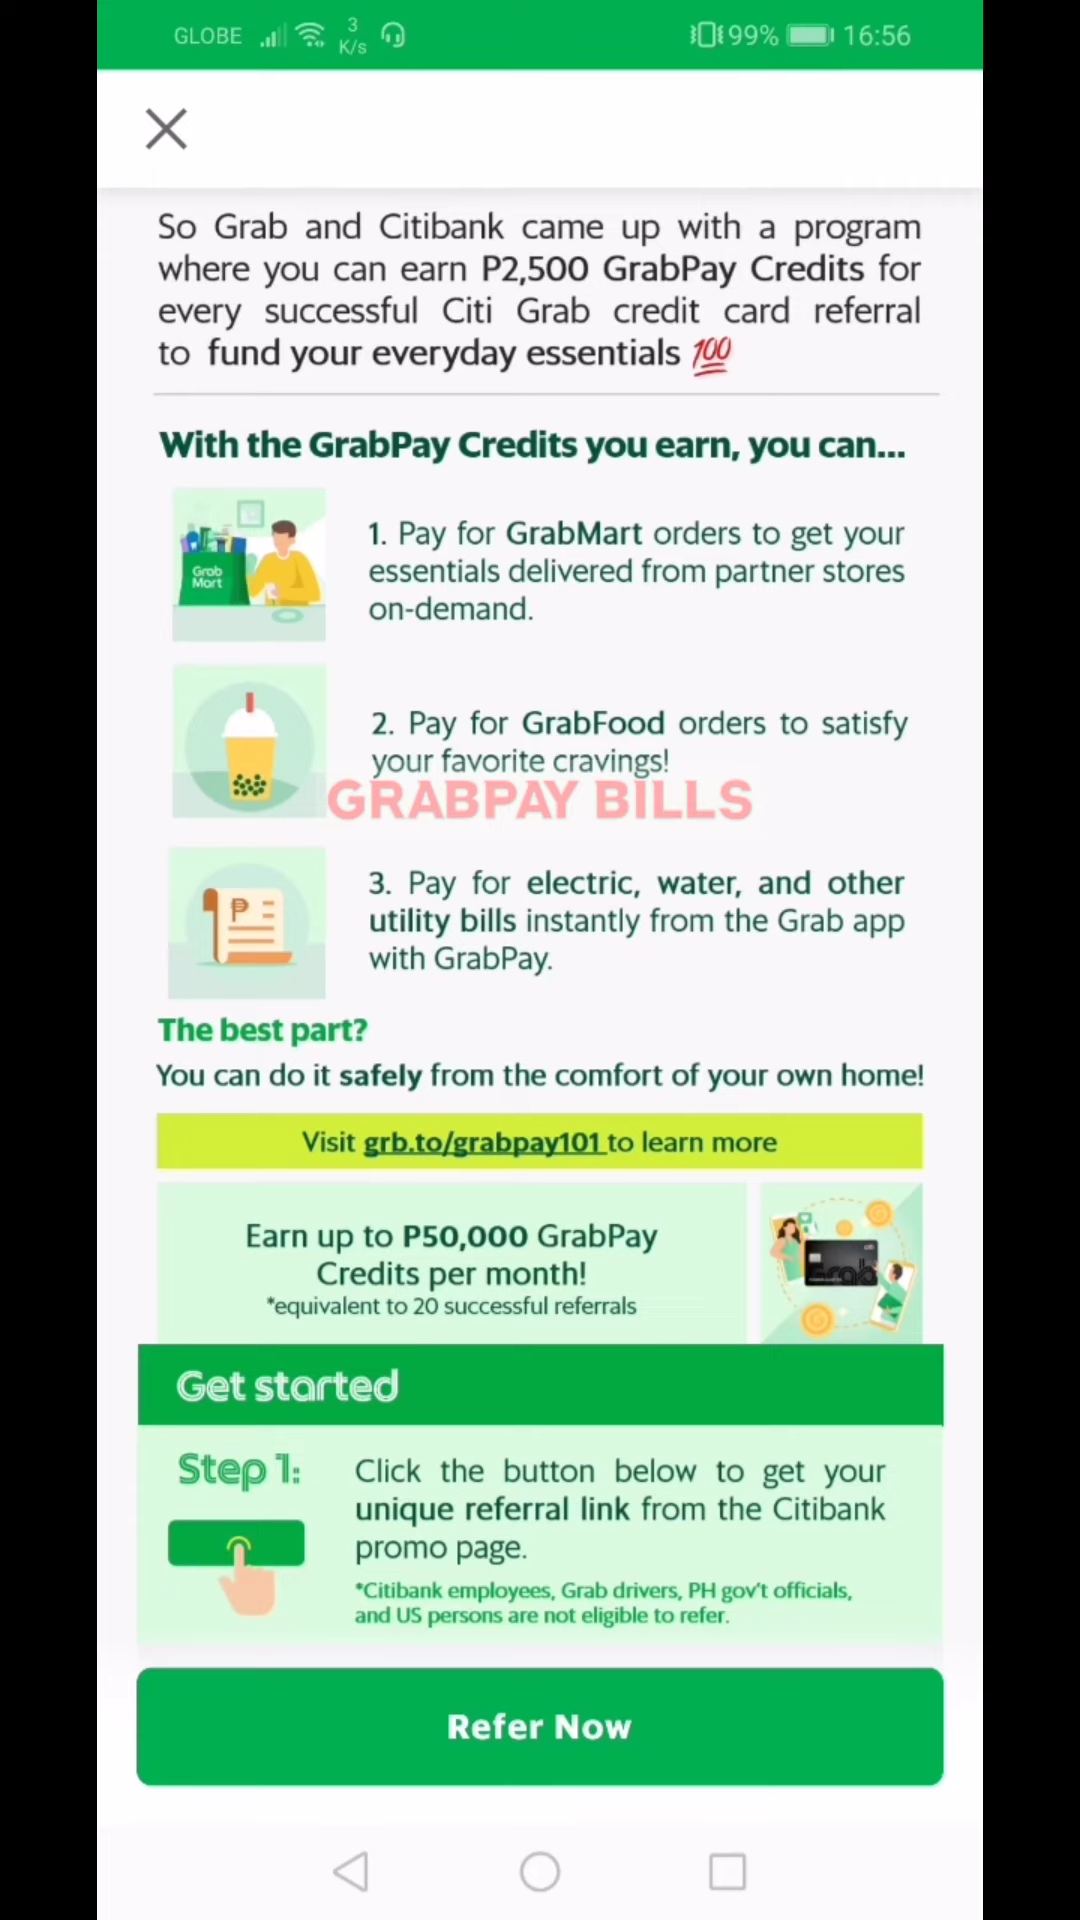 GLOBE 3 K/s 99% 16:56
So Grab and Citibank came up with a program
where you can earn P2,500 GrabPay Credits for
every successful Citi Grab credit card referral
to fund your everyday essentials 💯
With the GrabPay Credits you earn, you can...
Grab
Mart
1. Pay for GrabMart orders to get your
essentials delivered from partner stores
on-demand.
2. Pay for GrabFood orders to satisfy
your favorite cravings!
GRABPAY BILLS
₱
3. Pay for electric, water, and other
utility bills instantly from the Grab app
with GrabPay.
The best part?
You can do it safely from the comfort of your own home!
Visit grb.to/grabpay101 to learn more
Earn up to P50,000 GrabPay
Credits per month!
*equivalent to 20 successful referrals
Grab
Get started
Step 1:
Click the button below to get your
unique referral link from the Citibank
promo page.
*Citibank employees, Grab drivers, PH gov't officials,
and US persons are not eligible to refer.
Refer Now